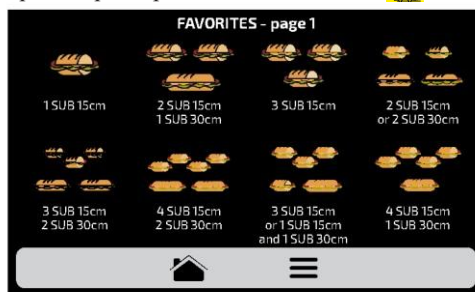 FAVORITES - page 1
1 SUB 15cm
2 SUB 15cm
1 SUB 30cm
3 SUB 15cm
2 SUB 15cm
or 2 SUB 30cm
3 SUB 15cm
2 SUB 30cm
4 SUB 15cm
2 SUB 30cm
3 SUB 15cm
or 1 SUB 15cm
and 1 SUB 30cm
4 SUB 15cm
1 SUB 30cm